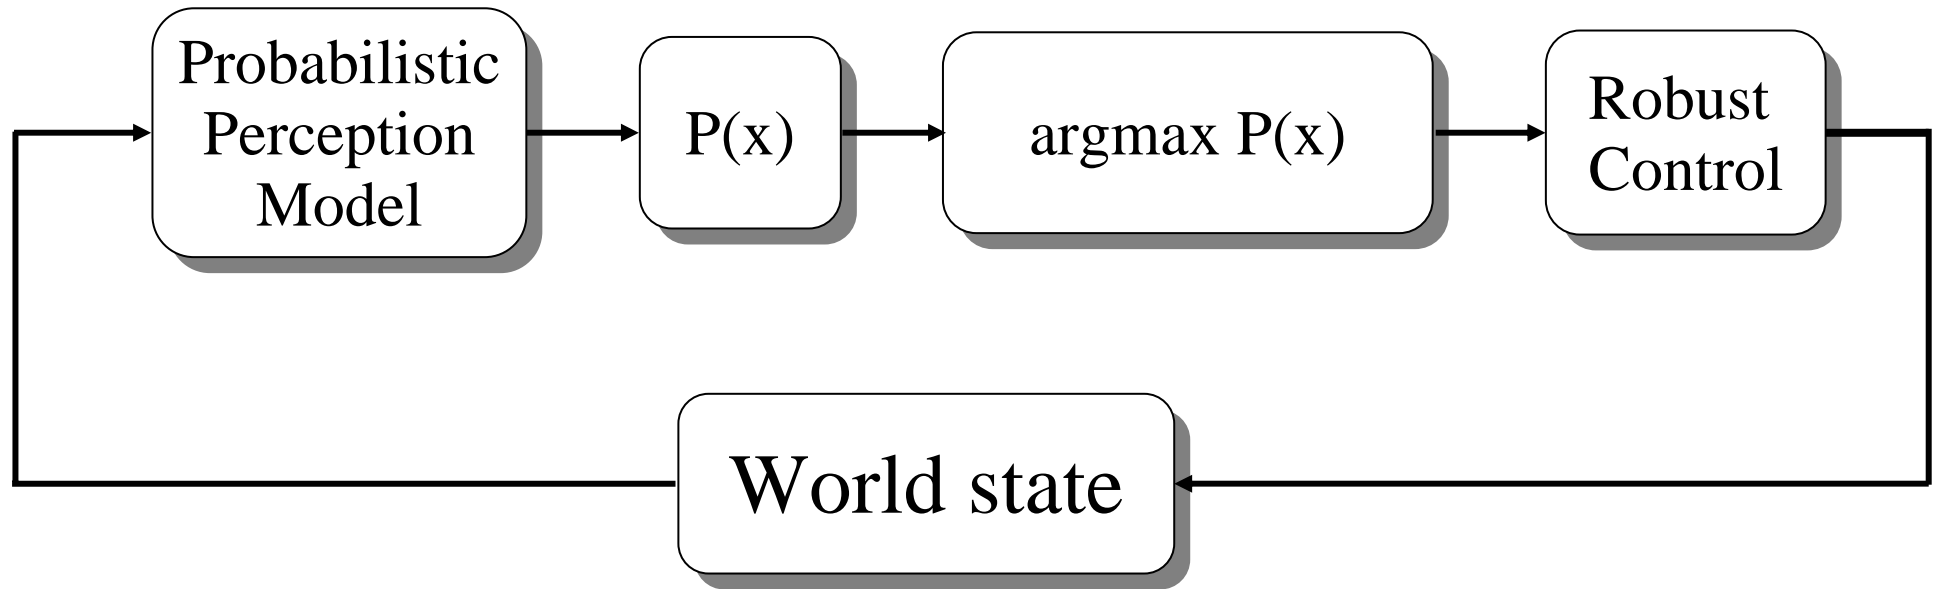 Probabilistic
Perception
Model
P(x)
argmax P(x)
Robust
Control
World state